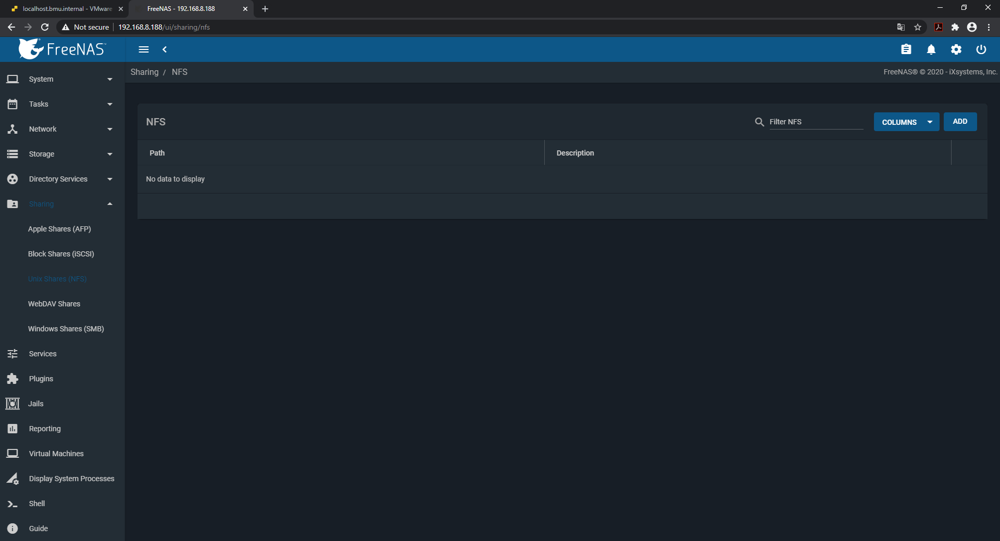 localhost.bmu.internal - VMware
FreeNAS - 192.168.8.188
Not secure
192.168.8.188/ui/sharing/nfs
FreeNAS™
Sharing / NFS
FreeNAS® © 2020 - iXsystems, Inc.
System
Tasks
Network
Storage
Directory Services
Sharing
Apple Shares (AFP)
Block Shares (iSCSI)
Unix Shares (NFS)
WebDAV Shares
Windows Shares (SMB)
Services
Plugins
Jails
Reporting
Virtual Machines
Display System Processes
Shell
Guide
NFS
Filter NFS
COLUMNS
ADD
Path
Description
No data to display